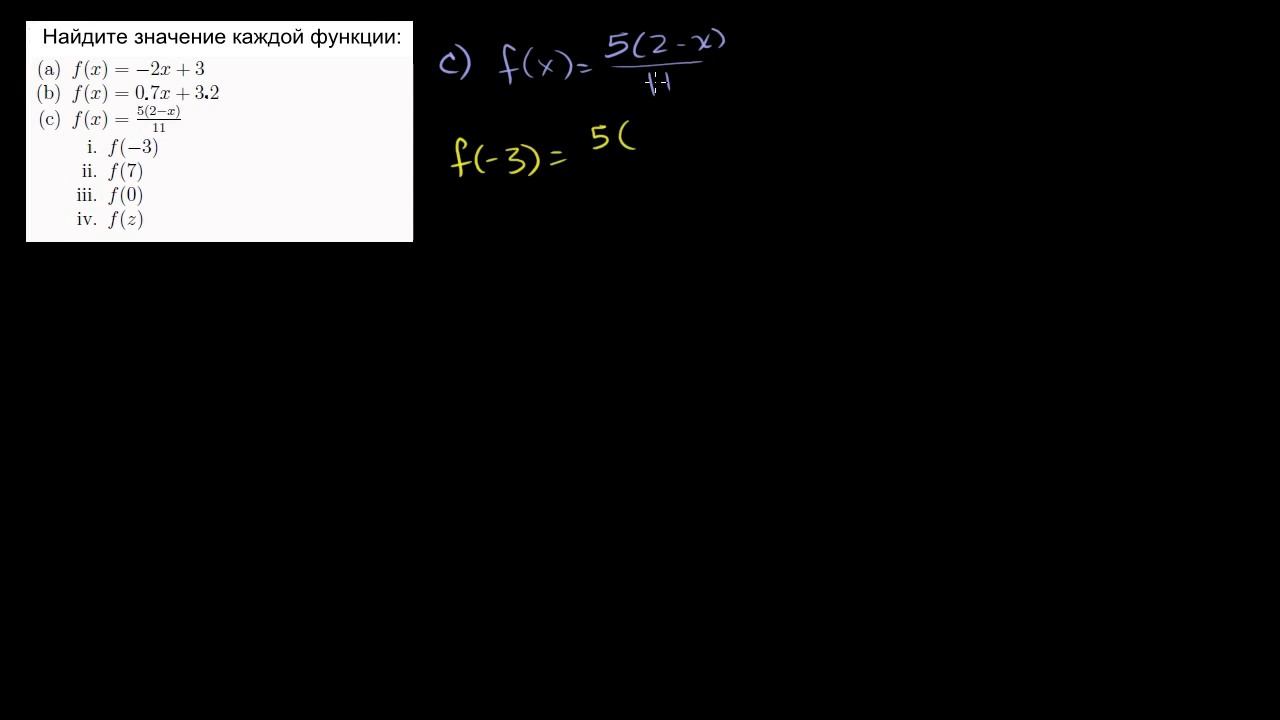 Найдите значение каждой функции:
(a) f(x) = −2x + 3
(b) f(x) = 0.7x + 3.2
(c) f(x) = 5(2−x)/11
i. f(−3)
ii. f(7)
iii. f(0)
iv. f(z)
c) f(x) = 5(2-x)/11
f(-3) = 5(